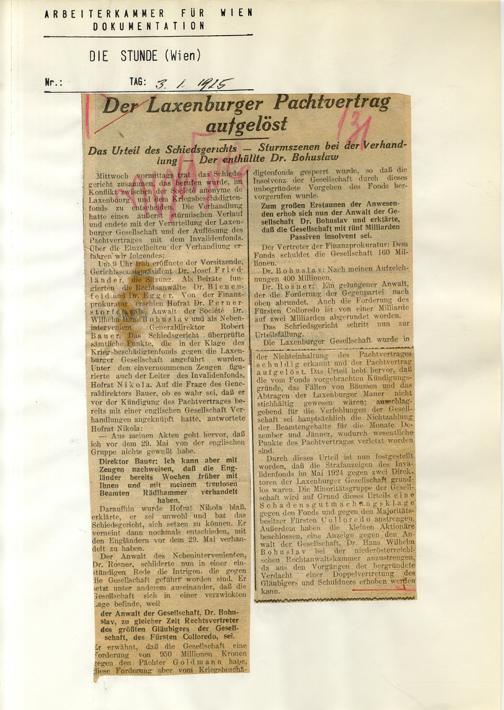 ARBEITERKAMMER FÜR WIEN
DOKUMENTATION
DIE STUNDE (Wien)
Nr.: TAG: 3. 1. 1925
Der Laxenburger Pachtvertrag
aufgelöst
Das Urteil des Schiedsgerichts — Sturmszenen bei der Verhand-
lung — Der enthüllte Dr. Bohuslaw
Mittwoch vormittag das Schieds-
gericht zusammen, berufen wurde, im
Konflikt zwischen der Société anonyme de
Laxenburg und Kriegsbeschädigten-
fonds zu entscheiden. Die Verhandlung
hatte einen außerst stürmischen Verlauf
und endete mit der Verurteilung der Laxen-
burger Gesellschaft und der Auflösung des
Pachtvertrages mit dem Invalidenfonds.
Über die Einzelheiten der Verhandlung er-
fahren wir folgendes:
Um 9 Uhr eröffnete der Vorsitzende,
Gerichtspräsident Dr. Josef Fried-
länder, Als Beiräte fun-
gierten die Rechtsanwälte Dr. Bienen-
feld Dr. Von der Finanz-
prokuratur erschien Hofrat Dr. Perner
storfer, Anwalt der Société Dr.
Wilhelm Bohuslav und als Neben-
intervenienten Generaldirektor Robert
Bauer. Das Schiedsgericht überprüfte
sämtliche Punkte, die in der Klage des
Kriegsbeschädigtenfonds gegen die Laxen-
burger Gesellschaft angeführt wurden.
Unter den einvernommenen Zeugen figu-
rierte auch der Leiter des Invalidenfonds,
Hofrat Nikola. Auf die Frage des Gene-
raldirektors Bauer, ob es wahr sei, daß er
vor der Kündigung des Pachtvertrages be-
reits mit einer englischen Gesellschaft Ver-
handlungen angeknüpft hatte, antwortete
Hofrat Nikola:
— Aus meinen Akten geht hervor, daß
ich vor dem 29. Mai von der englischen
Gruppe nichts gewußt habe.
Direktor Bauer: Ich kann aber mit
Zeugen nachweisen, daß die Eng-
länder bereits Wochen früher mit
Ihnen und mit meinem treulosen
Beamten Rädlhammer verhandelt
haben.
Daraufhin wurde Hofrat Nikola blaß,
erklärte, er sei unwohl und bat das
Schiedsgericht, sich setzen zu können. Er
verneint dann nochmals entschieden, mit
den Engländern vor dem 29. Mai verhan-
delt zu haben.
Der Anwalt des Nebenintervenienten,
Dr. Rosner, schilderte nun in einer ein-
stündigen Rede die Intrigen, die gegen
die Gesellschaft geführt worden sind. Er
setzt unter anderem auseinander, daß die
Gesellschaft sich in einer verzwickten
Lage befinde, weil
der Anwalt der Gesellschaft, Dr. Bohu-
slav, zu gleicher Zeit Rechtsvertreter
des größten Gläubigers der Gesell-
schaft, des Fürsten Colloredo, sei.
Er erwähnt, daß die Gesellschaft eine
Forderung von 950 Millionen Kronen
gegen den Pächter Goldmann habe,
diese Forderung aber vom Kriegsbeschä-
digtenfonds gesperrt wurde, so daß die
Insolvenz der Gesellschaft durch dieses
unbegründete Vorgehen des Fonds her-
vorgerufen wurde.
Zum großen Erstaunen der Anwesen-
den erhob sich nun der Anwalt der Gesell-
schaft Dr. Bohuslav und erklärte,
daß die Gesellschaft mit fünf Milliarden
Passiven insolvent sei.
Der Vertreter der Finanzprokuratur: Dem
Fonds schuldet die Gesellschaft 160 Mil-
lionen.
Dr. Bohuslav: Nach meinen Aufzeich-
nungen 400 Millionen.
Dr. Rosner: Ein gelungener Anwalt,
der die Forderung der Gegenpartei nach
oben abrundet. Auch die Forderung des
Fürsten Colloredo ist von einer Milliarde
auf zwei Milliarden abgerundet worden.
Das Schiedsgericht schritt nun zur
Urteilsfällung.
Die Laxenburger Gesellschaft wurde in
der Nichteinhaltung des Pachtvertrages
schuldig erkannt und der Pachtvertrag
aufgelöst. Das Urteil hebt hervor, daß
die vom Fonds vorgebrachten Kündigungs-
gründe, das Fällen von Bäumen und das
Abtragen der Laxenburger Mauer nicht
stichhältig gewesen wären; ausschlag-
gebend für die Verfehlungen der Gesell-
schaft sei hauptsächlich die Nichtzahlung
der Beamtengehälte für die Monate De-
zember und Jänner, wodurch wesentliche
Punkte des Pachtvertrages verletzt worden
sind.
Durch dieses Urteil ist nun festgestellt
worden, daß die Strafanzeigen des Inva-
lidenfonds im Mai 1924 gegen zwei Direk-
toren der Laxenburger Gesellschaft grund-
los waren. Die Minoritätsgruppe der Gesell-
schaft wird auf Grund dieses Urteils eine
Schadensgutmachungsklage
gegen den Fonds und gegen den Majoritäts-
besitzer Fürsten Colloredo anstrengen.
Außerdem haben die kleinen Aktionäre
beschlossen, eine Anzeige gegen den An-
walt der Gesellschaft, Dr. Hans Wilhelm
Bohuslav bei der niederösterreichi-
schen Rechtsanwaltkammer anzustrengen,
da aus den Vorgängen der begründete
Verdacht einer Doppelvertretung des
Gläubigers und Schuldners erhoben werden
kann.